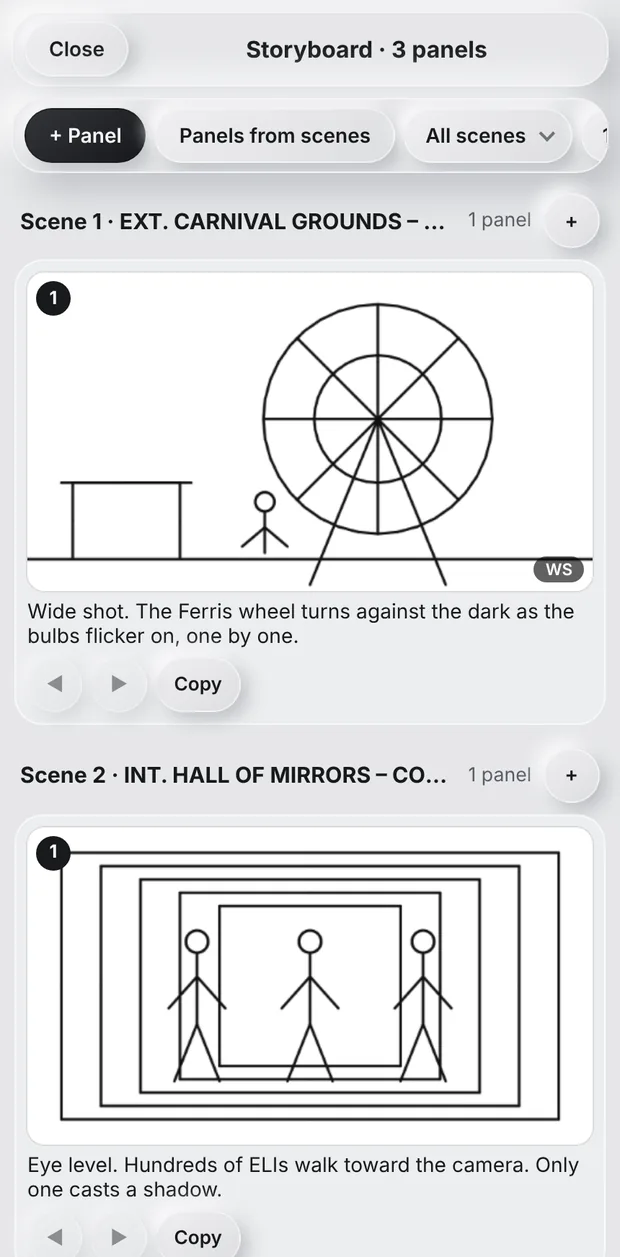 Close
Storyboard · 3 panels
+ Panel
Panels from scenes
All scenes
Scene 1 · EXT. CARNIVAL GROUNDS – ...
1 panel
+
1
WS
Wide shot. The Ferris wheel turns against the dark as the
bulbs flicker on, one by one.
Copy
Scene 2 · INT. HALL OF MIRRORS – CO...
1 panel
+
1
Eye level. Hundreds of ELIs walk toward the camera. Only
one casts a shadow.
Copy